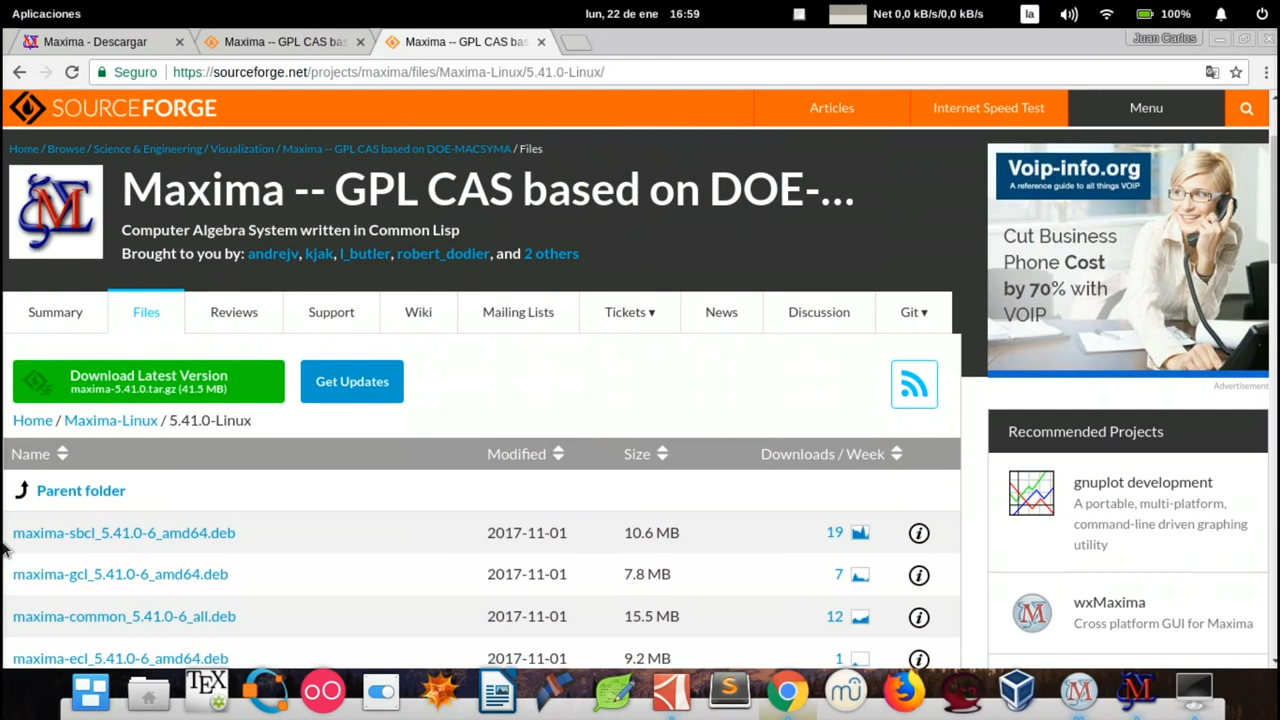 Aplicaciones
lun, 22 de ene 16:59
Net 0,0 kB/s/0,0 kB/s
la
100%
Maxima - Descargar
Maxima -- GPL CAS bas
Maxima -- GPL CAS bas
Juan Carlos
Seguro
https://sourceforge.net/projects/maxima/files/Maxima-Linux/5.41.0-Linux/
SOURCEFORGE
Articles
Internet Speed Test
Menu
Home / Browse / Science & Engineering / Visualization / Maxima -- GPL CAS based on DOE-MACSYMA / Files
Maxima -- GPL CAS based on DOE-...
Computer Algebra System written in Common Lisp
Brought to you by: andrejv, kjak, l_butler, robert_dodier, and 2 others
Voip-info.org
A reference guide to all things VOIP
Cut Business
Phone Cost
by 70% with
VOIP
Advertisement
Summary
Files
Reviews
Support
Wiki
Mailing Lists
Tickets ▾
News
Discussion
Git ▾
Download Latest Version
maxima-5.41.0.tar.gz (41.5 MB)
Get Updates
Home / Maxima-Linux / 5.41.0-Linux
Name Modified Size Downloads / Week
Parent folder
maxima-sbcl_5.41.0-6_amd64.deb 2017-11-01 10.6 MB 19
maxima-gcl_5.41.0-6_amd64.deb 2017-11-01 7.8 MB 7
maxima-common_5.41.0-6_all.deb 2017-11-01 15.5 MB 12
maxima-ecl_5.41.0-6_amd64.deb 2017-11-01 9.2 MB 1
Recommended Projects
gnuplot development
A portable, multi-platform,
command-line driven graphing
utility
wxMaxima
Cross platform GUI for Maxima
TEX